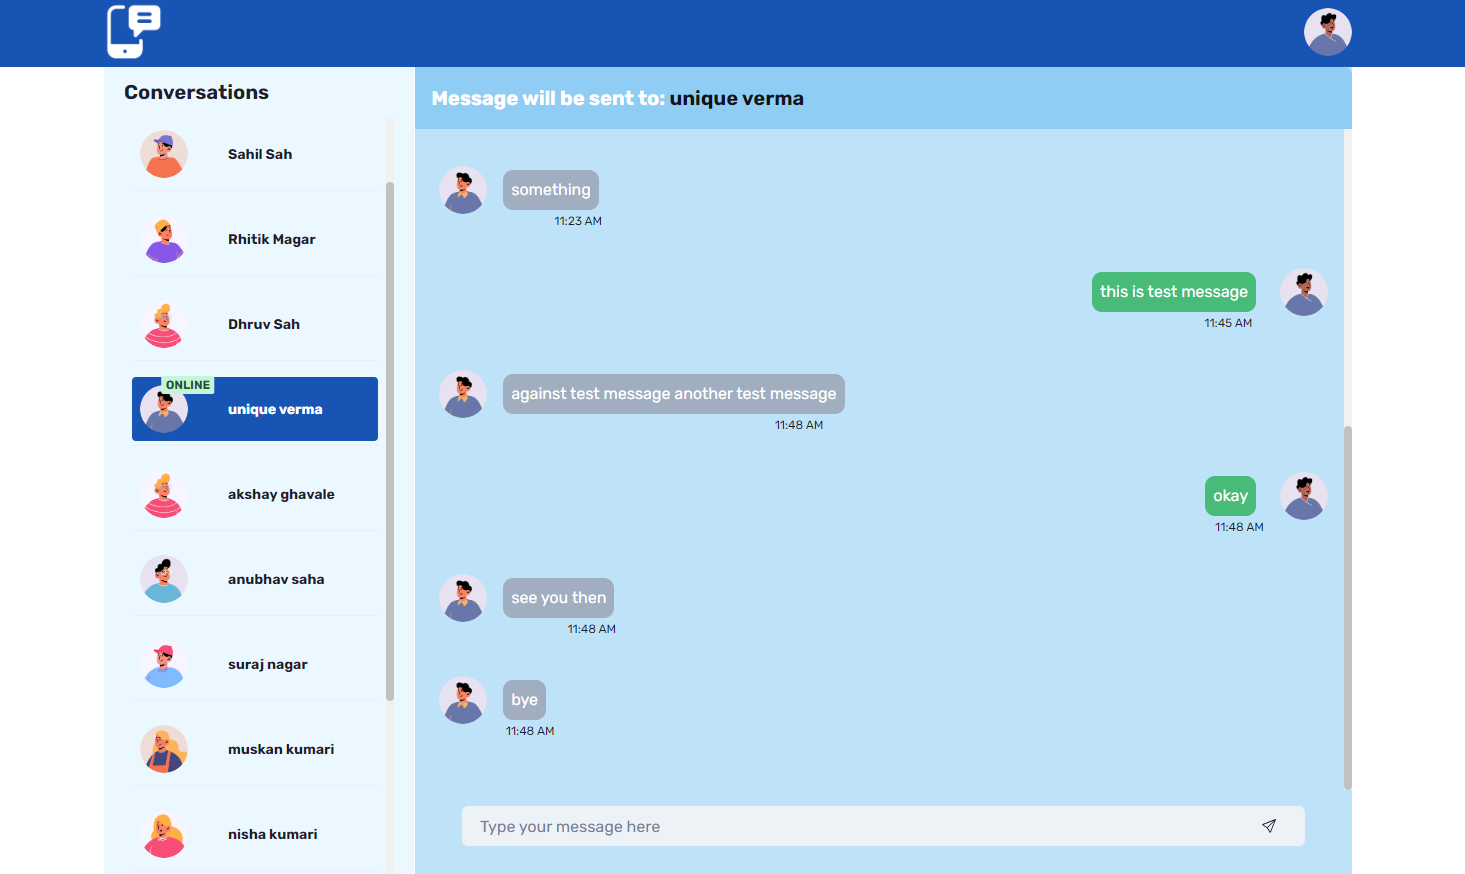 Conversations
Sahil Sah
Rhitik Magar
Dhruv Sah
ONLINE
unique verma
akshay ghavale
anubhav saha
suraj nagar
muskan kumari
nisha kumari
Message will be sent to: unique verma
something
11:23 AM
this is test message
11:45 AM
against test message another test message
11:48 AM
okay
11:48 AM
see you then
11:48 AM
bye
11:48 AM
Type your message here